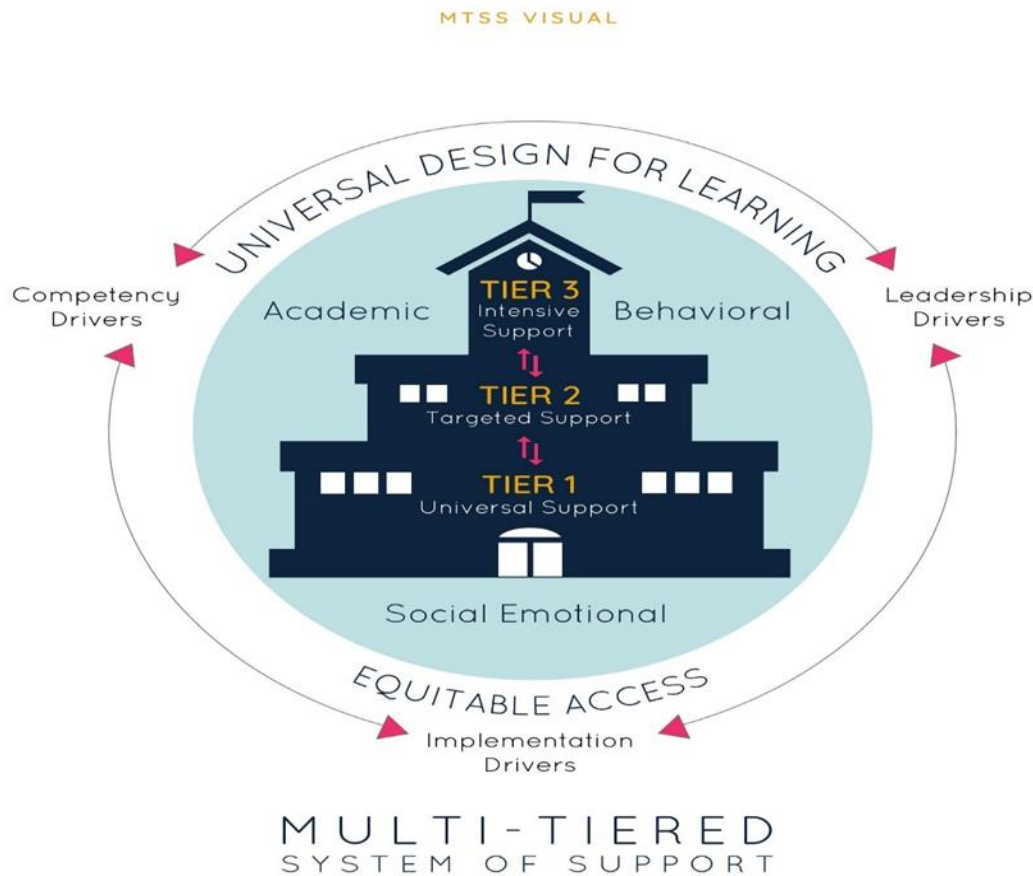 MTSS VISUAL
UNIVERSAL DESIGN FOR LEARNING
Competency
Drivers
Leadership
Drivers
Academic
Behavioral
TIER 3
Intensive
Support
TIER 2
Targeted Support
TIER 1
Universal Support
Social Emotional
EQUITABLE ACCESS
Implementation
Drivers
MULTI-TIERED
SYSTEM OF SUPPORT